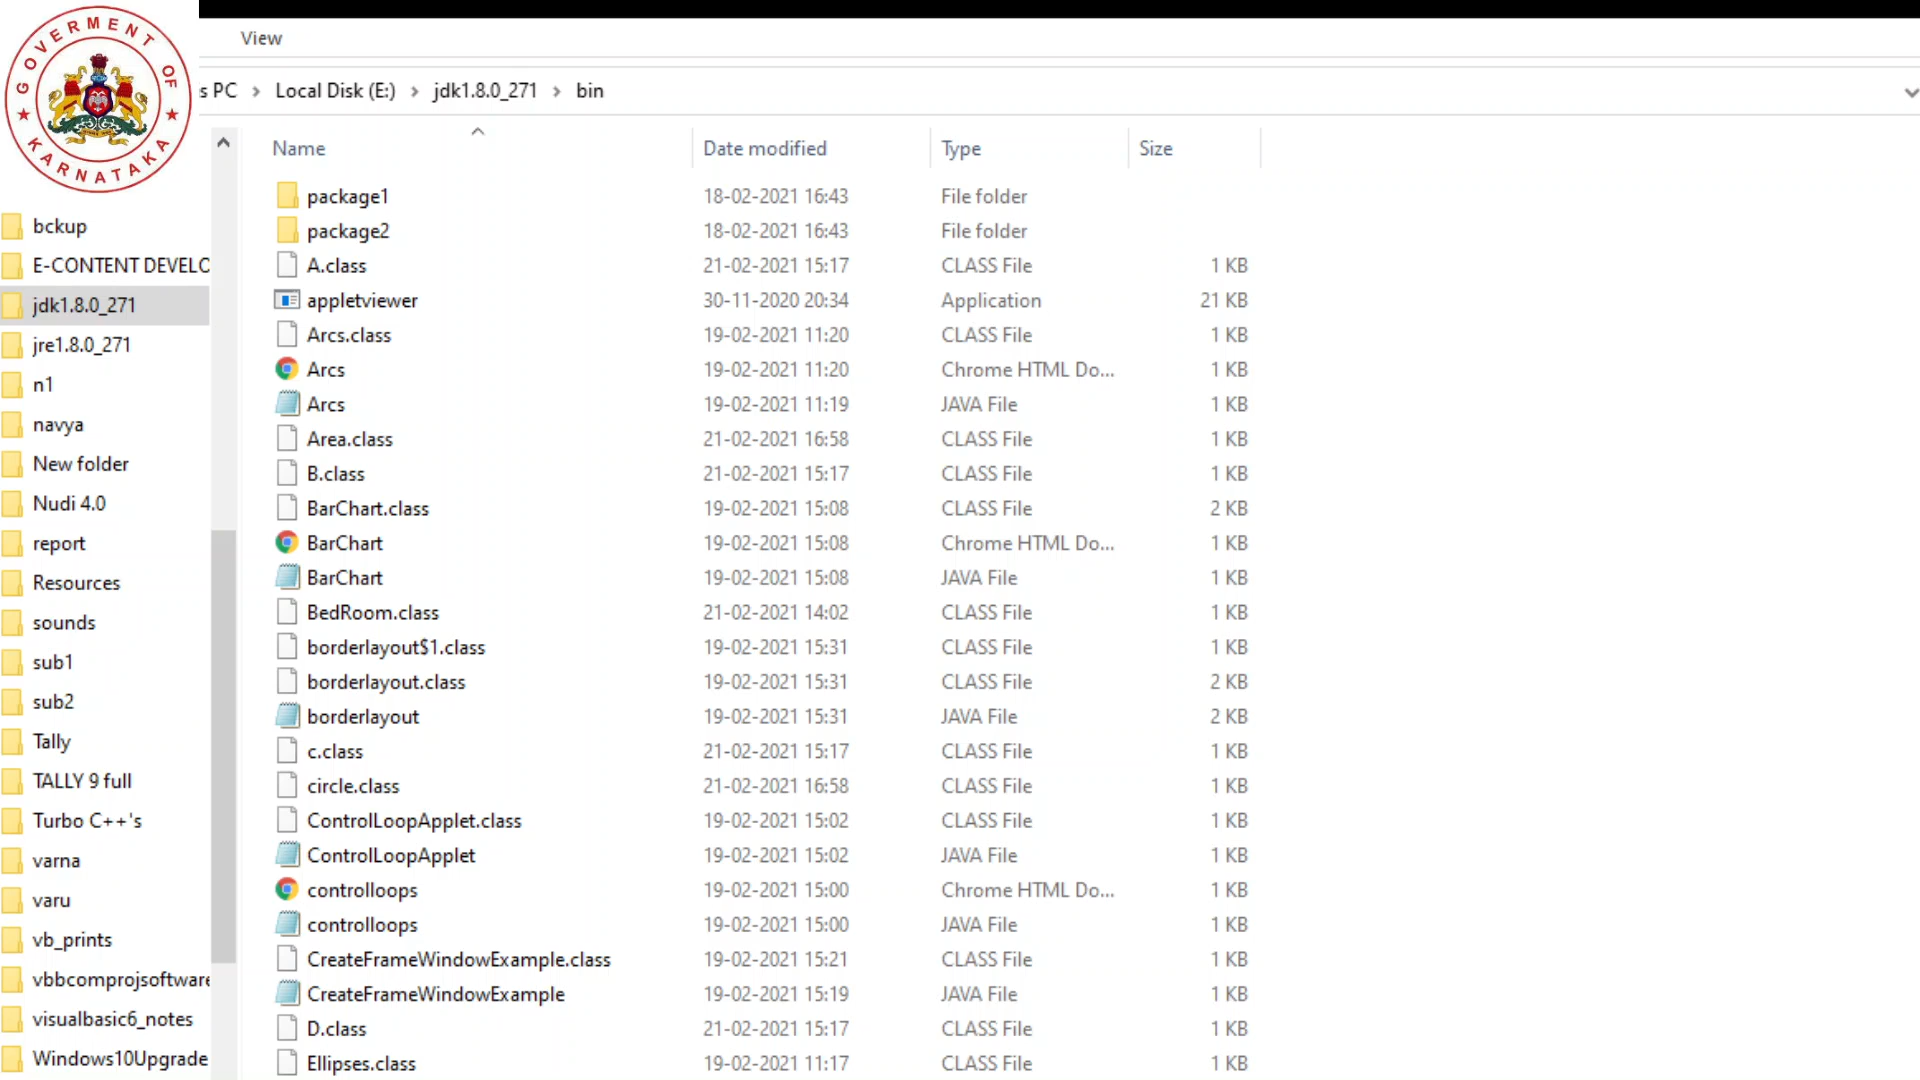 GOVERMENT OF
KARNATAKA
View
s PC > Local Disk (E:) > jdk1.8.0_271 > bin
Name Date modified Type Size
bckup
E-CONTENT DEVELO
jdk1.8.0_271
jre1.8.0_271
n1
navya
New folder
Nudi 4.0
report
Resources
sounds
sub1
sub2
Tally
TALLY 9 full
Turbo C++'s
varna
varu
vb_prints
vbbcomprojsoftware
visualbasic6_notes
Windows10Upgrade
package1 18-02-2021 16:43 File folder
package2 18-02-2021 16:43 File folder
A.class 21-02-2021 15:17 CLASS File 1 KB
appletviewer 30-11-2020 20:34 Application 21 KB
Arcs.class 19-02-2021 11:20 CLASS File 1 KB
Arcs 19-02-2021 11:20 Chrome HTML Do... 1 KB
Arcs 19-02-2021 11:19 JAVA File 1 KB
Area.class 21-02-2021 16:58 CLASS File 1 KB
B.class 21-02-2021 15:17 CLASS File 1 KB
BarChart.class 19-02-2021 15:08 CLASS File 2 KB
BarChart 19-02-2021 15:08 Chrome HTML Do... 1 KB
BarChart 19-02-2021 15:08 JAVA File 1 KB
BedRoom.class 21-02-2021 14:02 CLASS File 1 KB
borderlayout$1.class 19-02-2021 15:31 CLASS File 1 KB
borderlayout.class 19-02-2021 15:31 CLASS File 2 KB
borderlayout 19-02-2021 15:31 JAVA File 2 KB
c.class 21-02-2021 15:17 CLASS File 1 KB
circle.class 21-02-2021 16:58 CLASS File 1 KB
ControlLoopApplet.class 19-02-2021 15:02 CLASS File 1 KB
ControlLoopApplet 19-02-2021 15:02 JAVA File 1 KB
controlloops 19-02-2021 15:00 Chrome HTML Do... 1 KB
controlloops 19-02-2021 15:00 JAVA File 1 KB
CreateFrameWindowExample.class 19-02-2021 15:21 CLASS File 1 KB
CreateFrameWindowExample 19-02-2021 15:19 JAVA File 1 KB
D.class 21-02-2021 15:17 CLASS File 1 KB
Ellipses.class 19-02-2021 11:17 CLASS File 1 KB